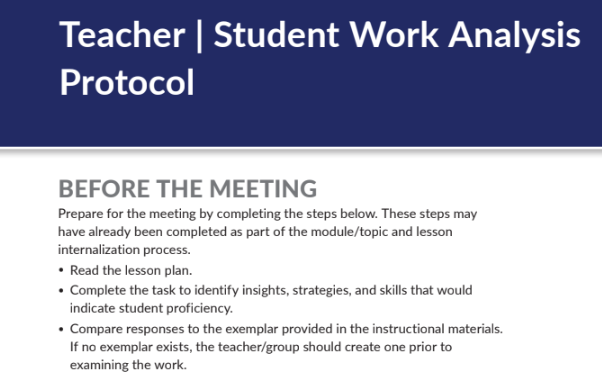 Teacher | Student Work Analysis
Protocol
BEFORE THE MEETING
Prepare for the meeting by completing the steps below. These steps may
have already been completed as part of the module/topic and lesson
internalization process.
• Read the lesson plan.
• Complete the task to identify insights, strategies, and skills that would
indicate student proficiency.
• Compare responses to the exemplar provided in the instructional materials.
If no exemplar exists, the teacher/group should create one prior to
examining the work.